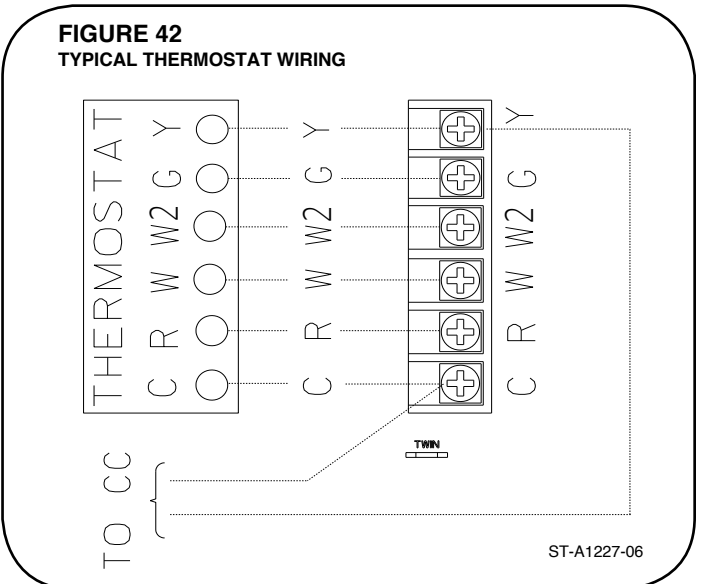 FIGURE 42
TYPICAL THERMOSTAT WIRING
THERMOSTAT
Y Y Y
G G G
W2 W2 W2
W W W
R R R
C C C
TWIN
TO CC
ST-A1227-06